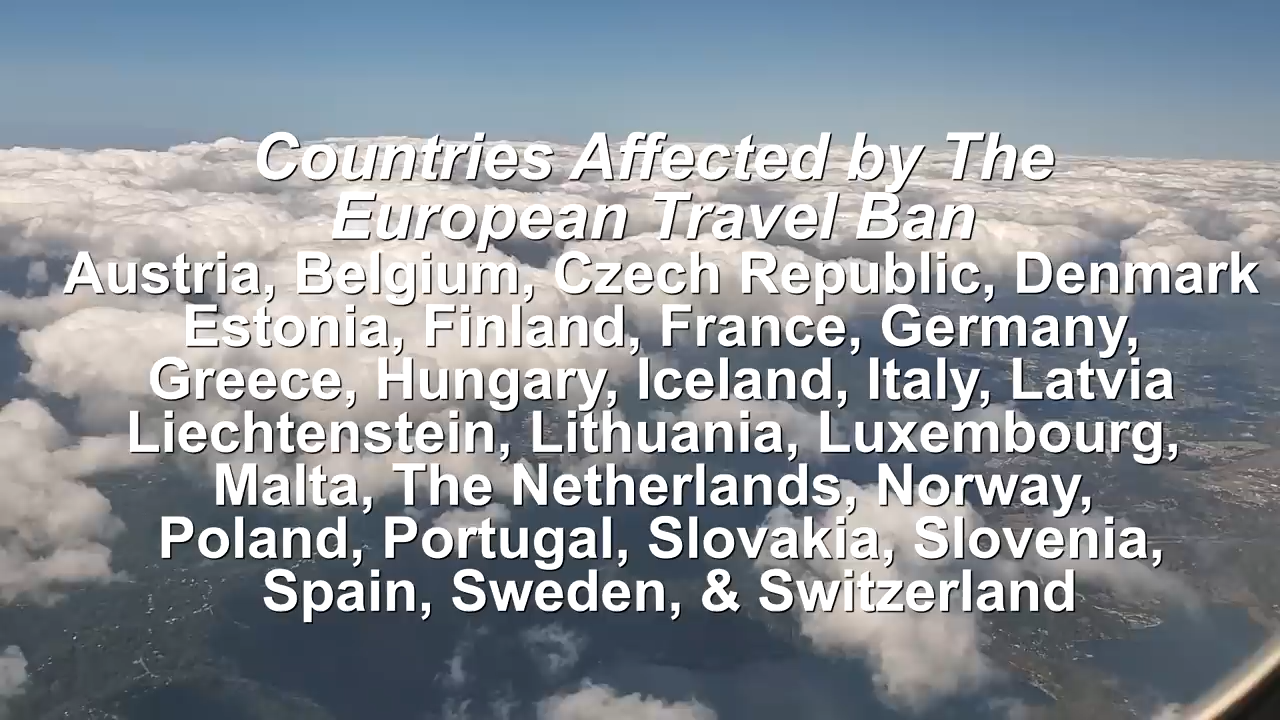 Countries Affected by The
European Travel Ban
Austria, Belgium, Czech Republic, Denmark
Estonia, Finland, France, Germany,
Greece, Hungary, Iceland, Italy, Latvia
Liechtenstein, Lithuania, Luxembourg,
Malta, The Netherlands, Norway,
Poland, Portugal, Slovakia, Slovenia,
Spain, Sweden, & Switzerland